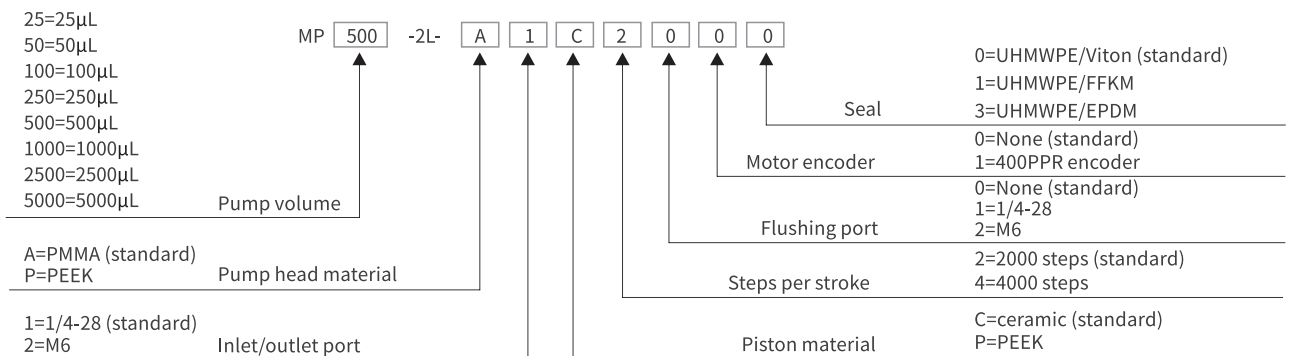 25=25μL
50=50μL
100=100μL
250=250μL
500=500μL
1000=1000μL
2500=2500μL
5000=5000μL
Pump volume
MP 500 -2L- A 1 C 2 0 0 0
0=UHMWPE/Viton (standard)
1=UHMWPE/FFKM
3=UHMWPE/EPDM
Seal
0=None (standard)
1=400PPR encoder
Motor encoder
0=None (standard)
1=1/4-28
2=M6
Flushing port
A=PMMA (standard)
P=PEEK
Pump head material
2=2000 steps (standard)
4=4000 steps
Steps per stroke
1=1/4-28 (standard)
2=M6
Inlet/outlet port
C=ceramic (standard)
P=PEEK
Piston material